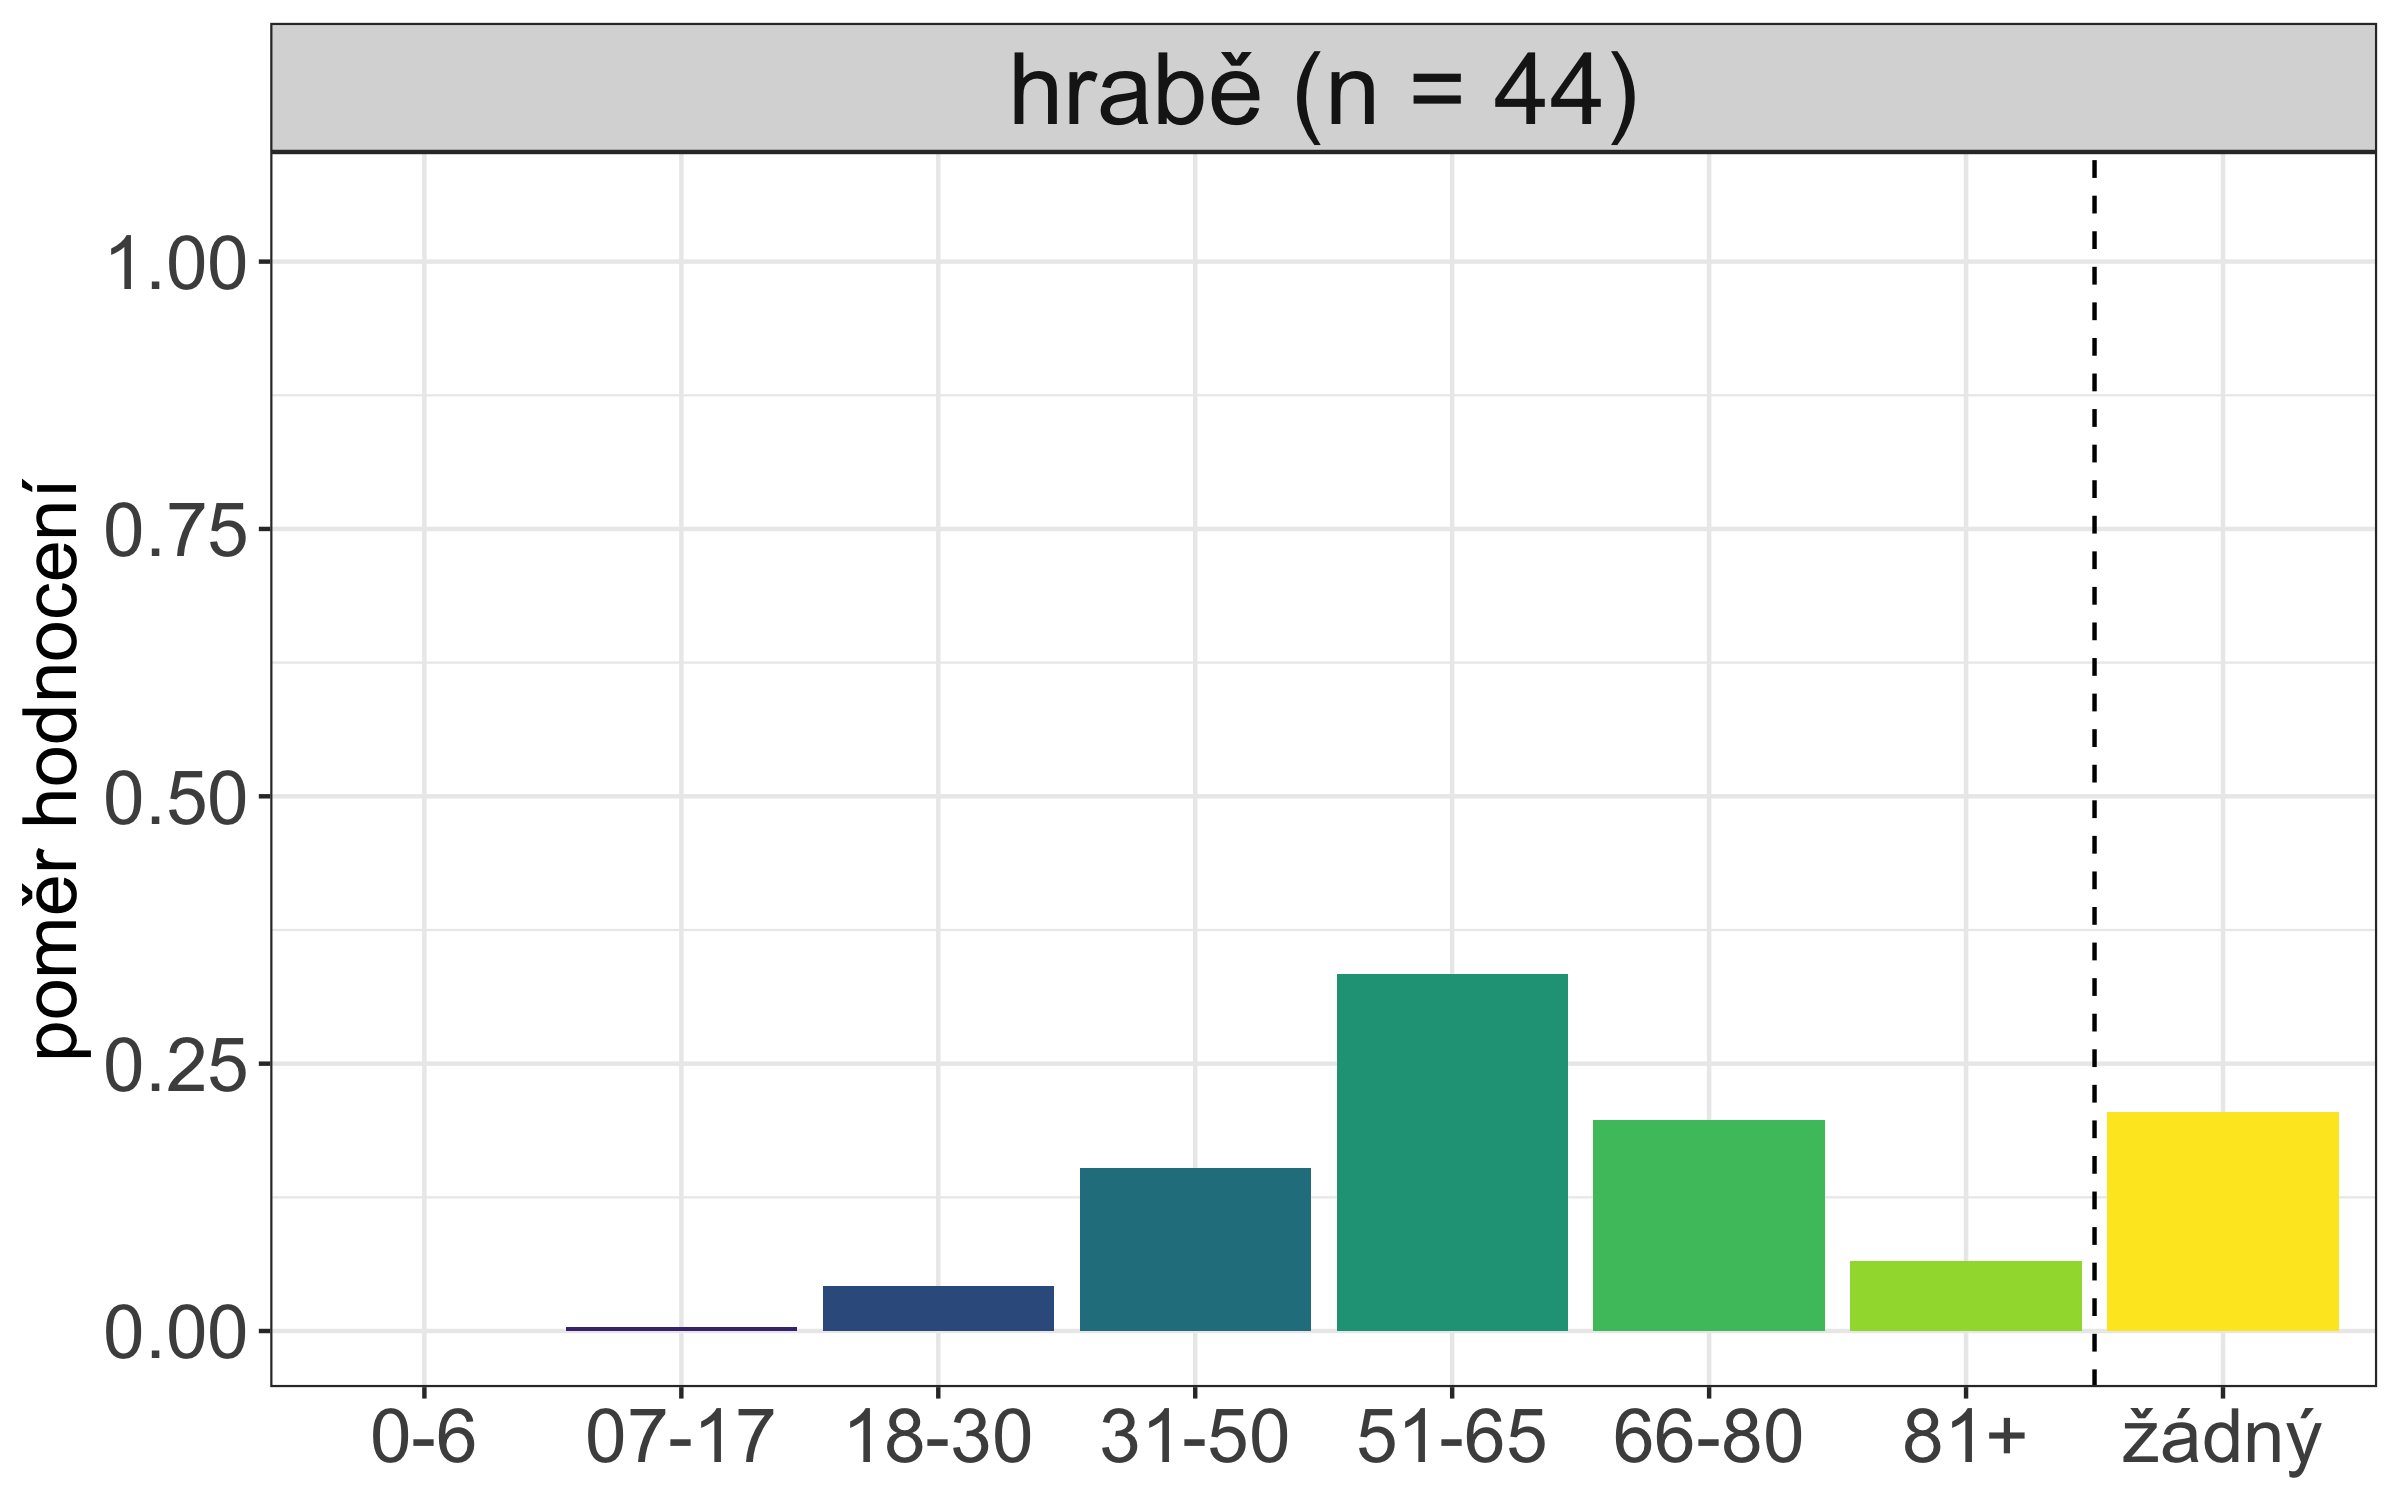 hrabě (n = 44)
poměr hodnocení
1.00
0.75
0.50
0.25
0.00
0-6 07-17 18-30 31-50 51-65 66-80 81+ žádný